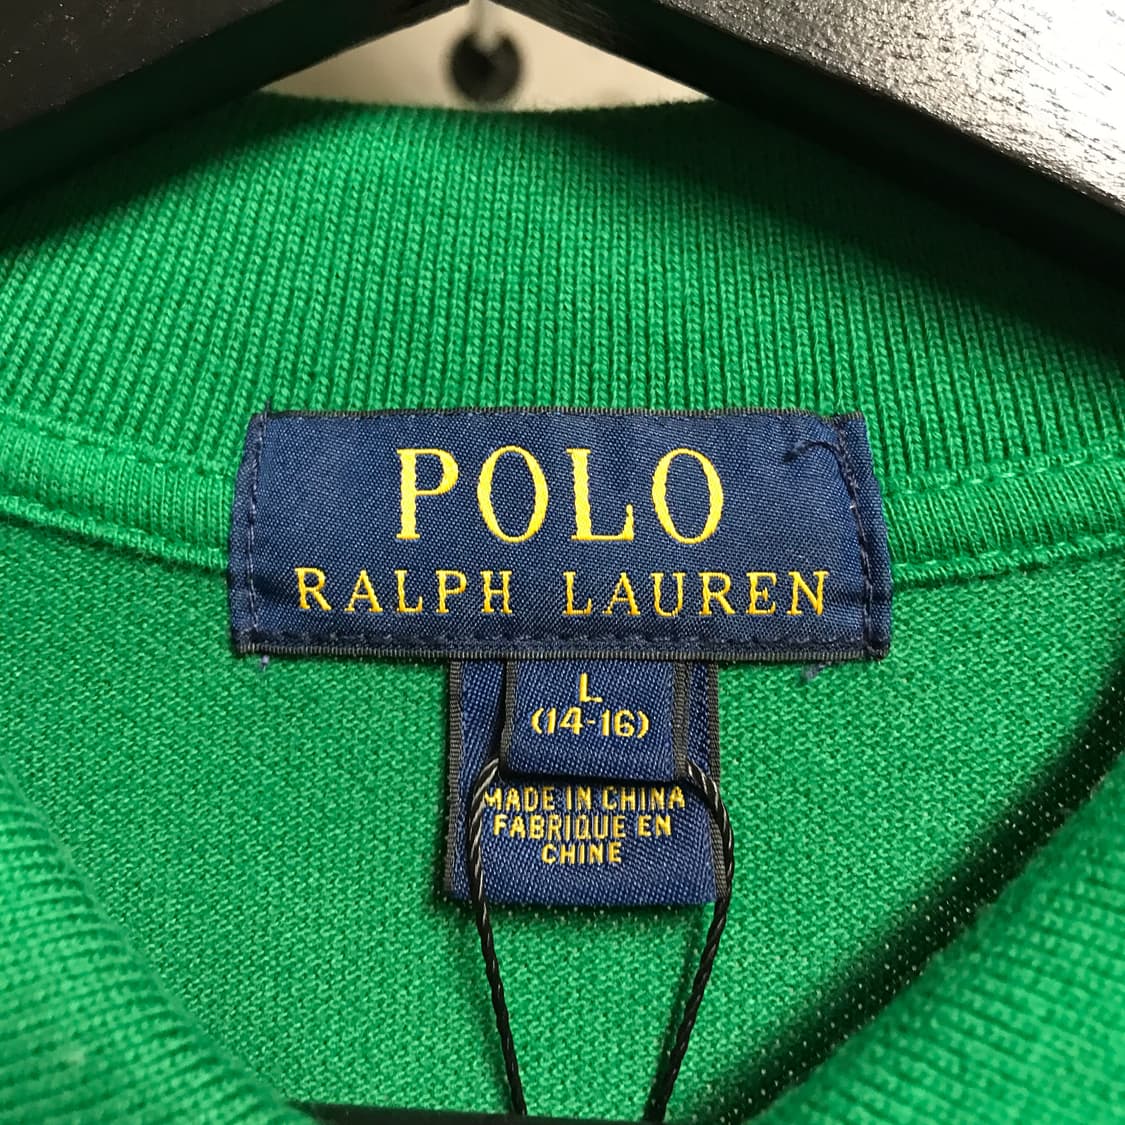 POLO
RALPH LAUREN
L
(14-16)
MADE IN CHINA
FABRIQUE EN
CHINE